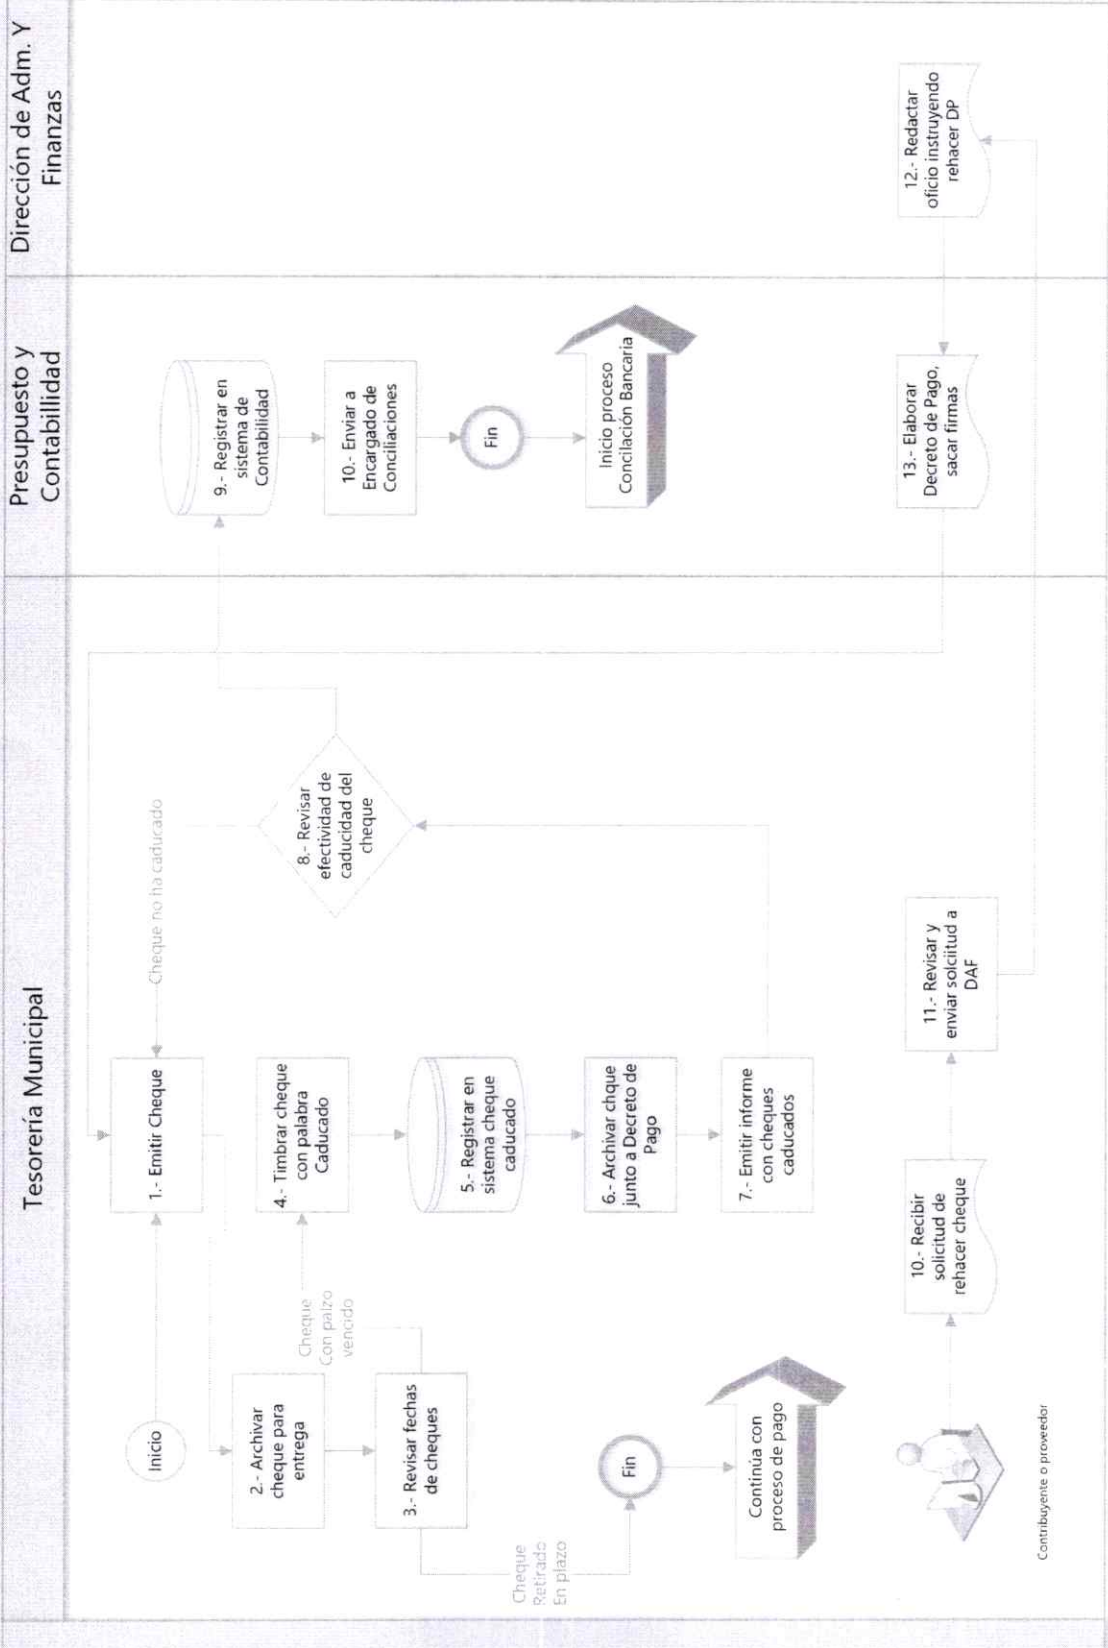 Tesorería Municipal
Presupuesto y
Contabillidad
Dirección de Adm. Y
Finanzas
Inicio
1.- Emitir Cheque
Cheque no ha caducado
2.- Archivar
cheque para
entrega
3.- Revisar fechas
de cheques
Cheque
Con palzo
vencido
Cheque
Retirado
En plazo
Fin
Continúa con
proceso de pago
4.- Timbrar cheque
con palabra
Caducado
5.- Registrar en
sistema cheque
caducado
6.- Archivar chque
junto a Decreto de
Pago
7.- Emitir informe
con cheques
caducados
8.- Revisar
efectividad de
caducidad del
cheque
9.- Registrar en
sistema de
Contabilidad
10.- Enviar a
Encargado de
Conciliaciones
Fin
Inicio proceso
Concilación Bancaria
Contribuyente o proveedor
10.- Recibir
solicitud de
rehacer cheque
11.- Revisar y
enviar solciitud a
DAF
12.- Redactar
oficio instruyendo
rehacer DP
13.- Elaborar
Decreto de Pago,
sacar firmas